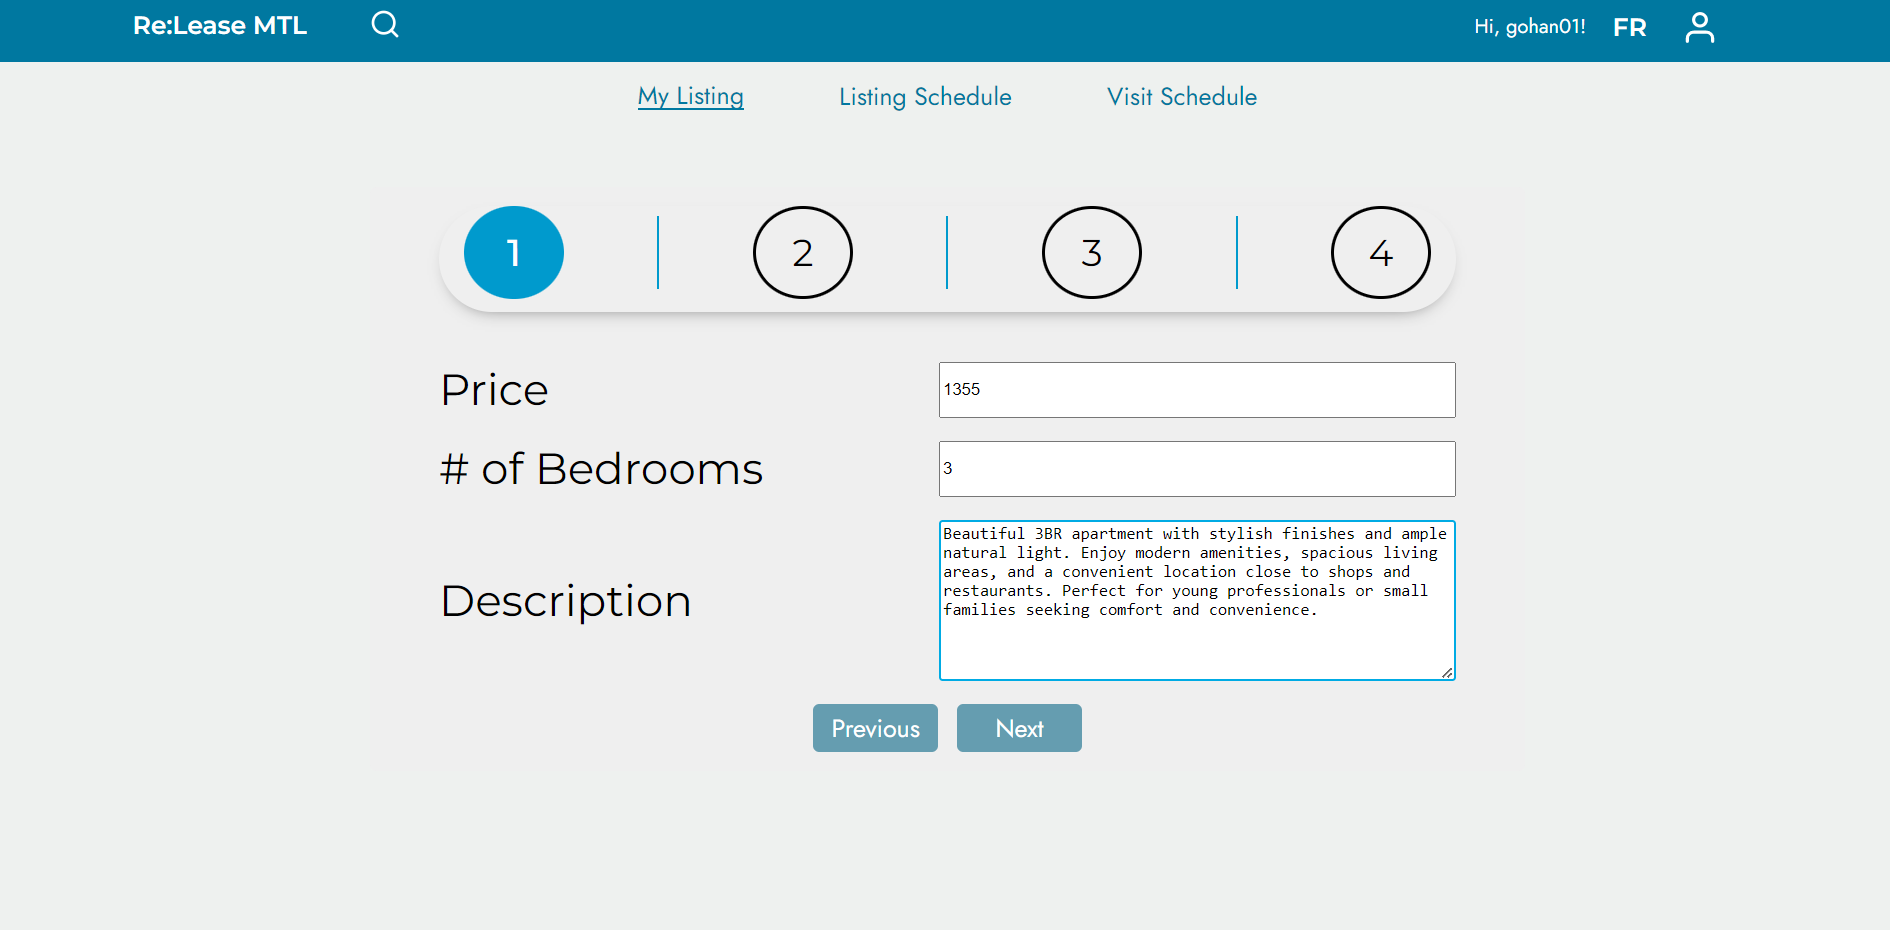 Re:Lease MTL
Hi, gohan01!
FR
My Listing
Listing Schedule
Visit Schedule
1
2
3
4
Price
1355
# of Bedrooms
3
Description
Beautiful 3BR apartment with stylish finishes and ample
natural light. Enjoy modern amenities, spacious living
areas, and a convenient location close to shops and
restaurants. Perfect for young professionals or small
families seeking comfort and convenience.
Previous
Next